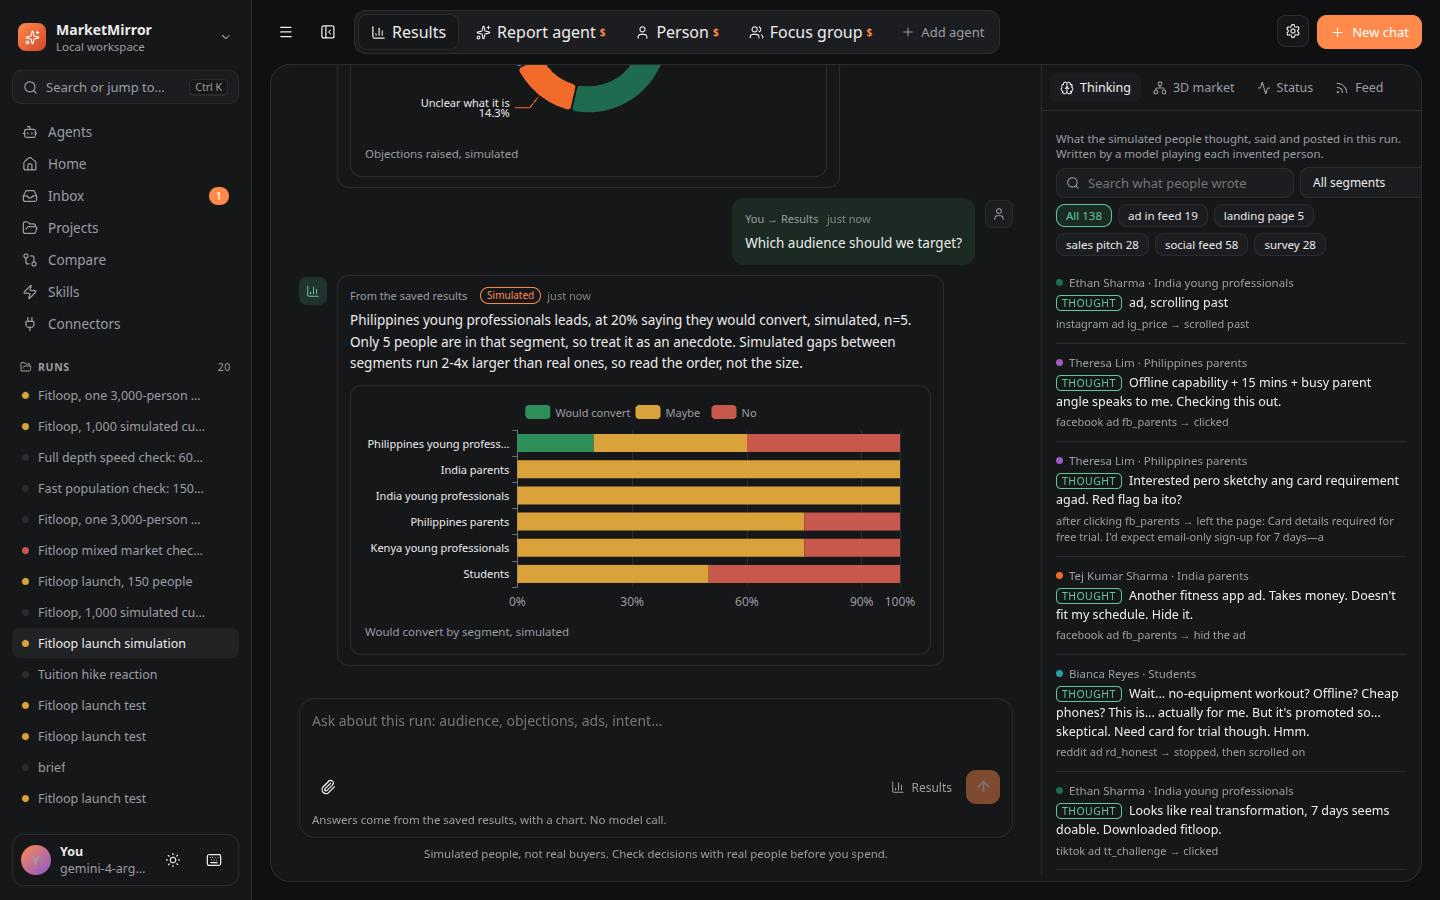 MarketMirror
Local workspace
Search or jump to...
Ctrl K
Agents
Home
Inbox
1
Projects
Compare
Skills
Connectors
RUNS
20
Fitloop, one 3,000-person ...
Fitloop, 1,000 simulated cu...
Full depth speed check: 60...
Fast population check: 150...
Fitloop, one 3,000-person ...
Fitloop mixed market chec...
Fitloop launch, 150 people
Fitloop, 1,000 simulated cu...
Fitloop launch simulation
Tuition hike reaction
Fitloop launch test
Fitloop launch test
brief
Fitloop launch test
Y
You
gemini-4-arg...
Results
Report agent $
Person $
Focus group $
Add agent
New chat
Unclear what it is
14.3%
Objections raised, simulated
You → Results just now
Which audience should we target?
From the saved results Simulated just now
Philippines young professionals leads, at 20% saying they would convert, simulated, n=5.
Only 5 people are in that segment, so treat it as an anecdote. Simulated gaps between
segments run 2-4x larger than real ones, so read the order, not the size.
Would convert Maybe No
Philippines young profess...
India parents
India young professionals
Philippines parents
Kenya young professionals
Students
0% 30% 60% 90% 100%
Would convert by segment, simulated
Ask about this run: audience, objections, ads, intent...
Results
Answers come from the saved results, with a chart. No model call.
Simulated people, not real buyers. Check decisions with real people before you spend.
Thinking
3D market
Status
Feed
What the simulated people thought, said and posted in this run.
Written by a model playing each invented person.
Search what people wrote
All segments
All 138
ad in feed 19
landing page 5
sales pitch 28
social feed 58
survey 28
Ethan Sharma · India young professionals
THOUGHT ad, scrolling past
instagram ad ig_price → scrolled past
Theresa Lim · Philippines parents
THOUGHT Offline capability + 15 mins + busy parent
angle speaks to me. Checking this out.
facebook ad fb_parents → clicked
Theresa Lim · Philippines parents
THOUGHT Interested pero sketchy ang card requirement
agad. Red flag ba ito?
after clicking fb_parents → left the page: Card details required for
free trial. I'd expect email-only sign-up for 7 days—a
Tej Kumar Sharma · India parents
THOUGHT Another fitness app ad. Takes money. Doesn't
fit my schedule. Hide it.
facebook ad fb_parents → hid the ad
Bianca Reyes · Students
THOUGHT Wait... no-equipment workout? Offline? Cheap
phones? This is... actually for me. But it's promoted so...
skeptical. Need card for trial though. Hmm.
reddit ad rd_honest → stopped, then scrolled on
Ethan Sharma · India young professionals
THOUGHT Looks like real transformation, 7 days seems
doable. Downloaded fitloop.
tiktok ad tt_challenge → clicked